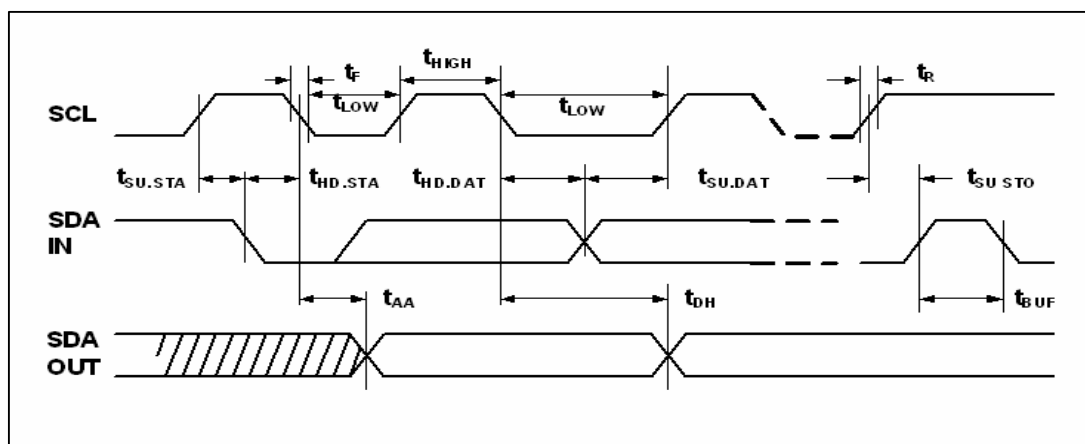 tF
tHIGH
tR
SCL
tLOW
tLOW
tSU.STA
tHD.STA
tHD.DAT
tSU.DAT
tSU STO
SDA
IN
tAA
tDH
tBUF
SDA
OUT